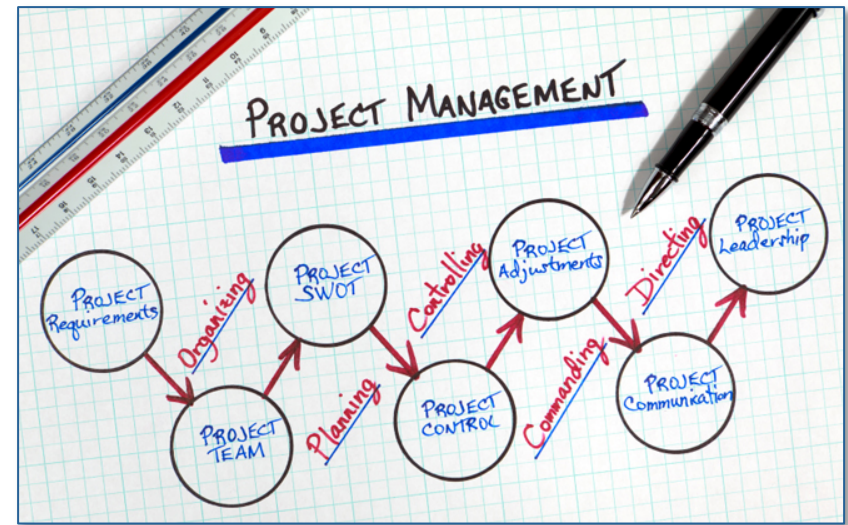 PROJECT MANAGEMENT
PROJECT
Requirements
Organizing
PROJECT
TEAM
PROJECT
SWOT
Planning
Controlling
PROJECT
CONTROL
PROJECT
Adjustments
Commanding
Directing
PROJECT
Communication
PROJECT
Leadership